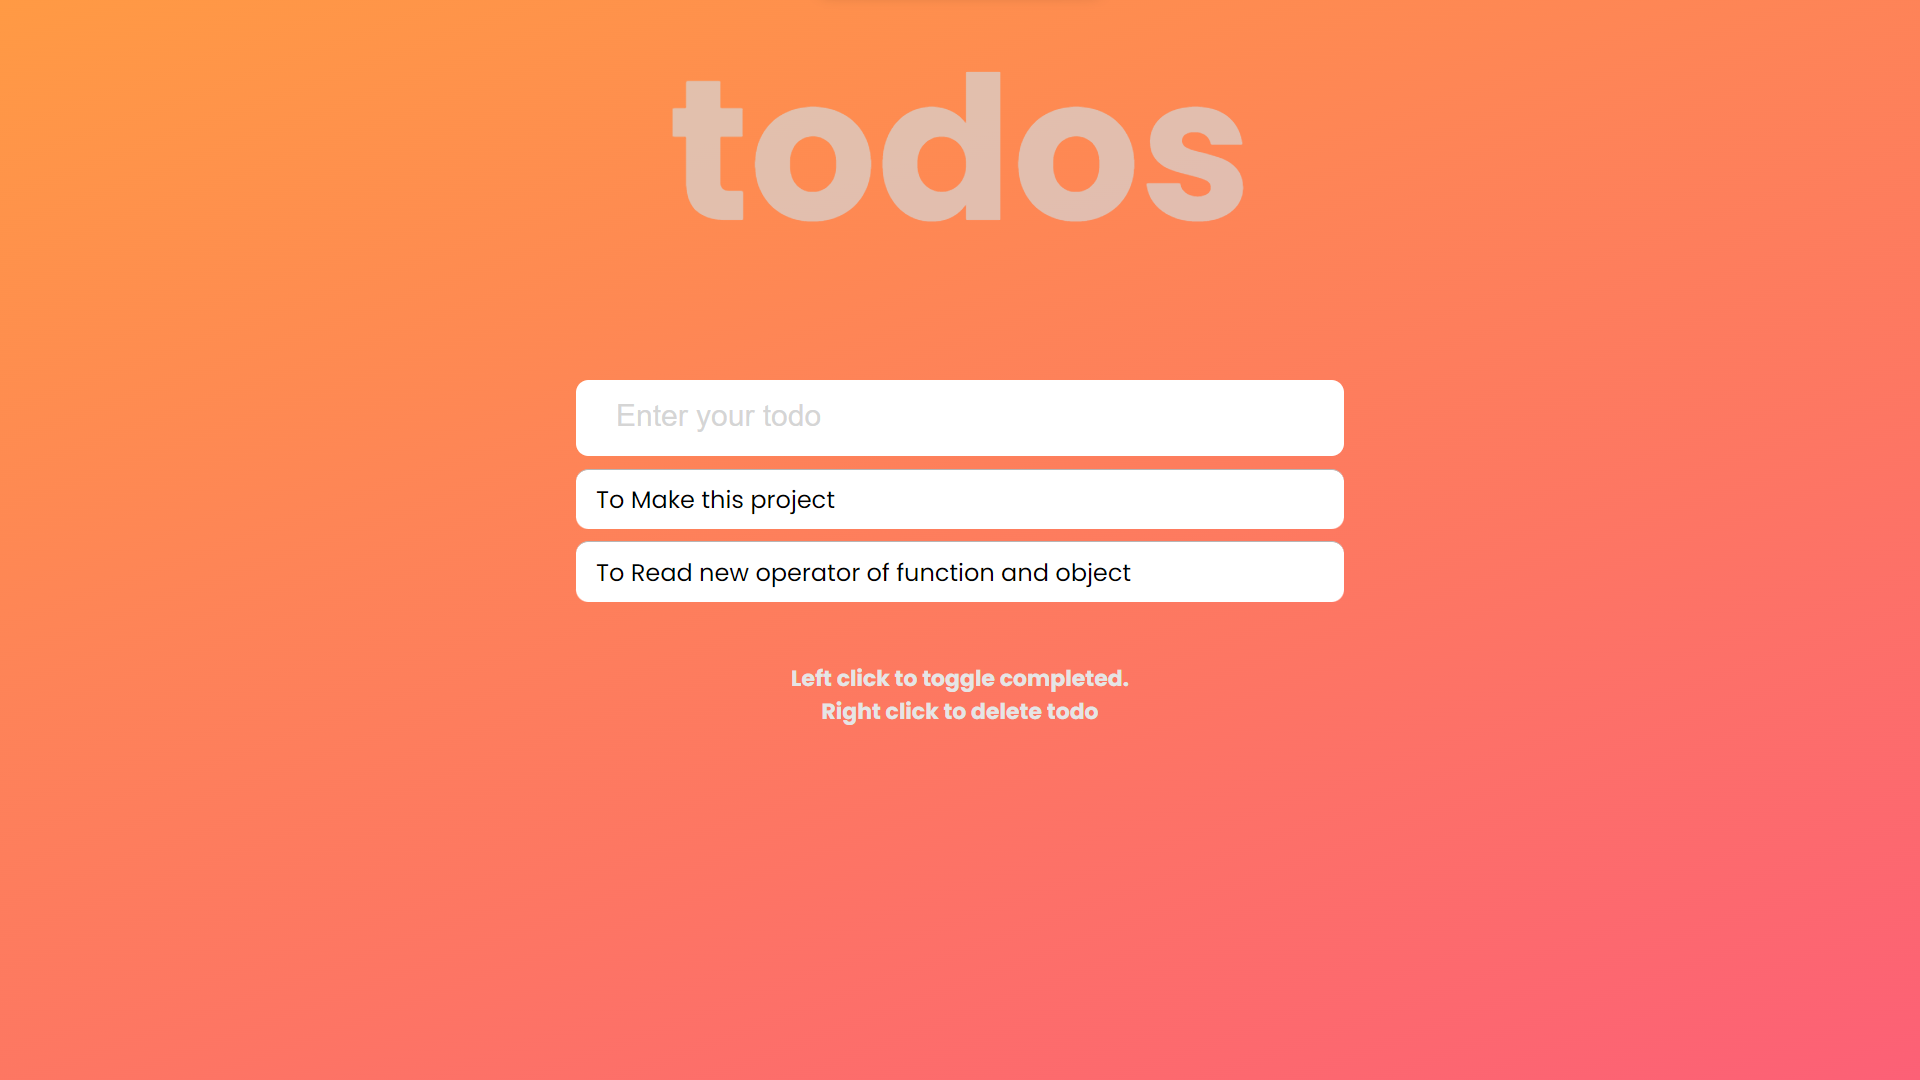 todos
Enter your todo
To Make this project
To Read new operator of function and object
Left click to toggle completed.
Right click to delete todo